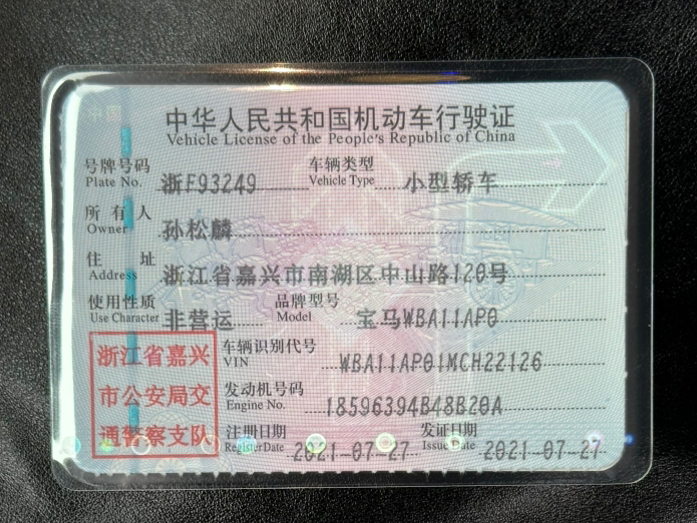 中华人民共和国机动车行驶证
Vehicle License of the People's Republic of China
号牌号码 Plate No. 浙F93249 车辆类型 Vehicle Type 小型轿车
所有人 Owner 孙松麟
住址 Address 浙江省嘉兴市南湖区中山路120号
使用性质 Use Character 非营运 品牌型号 Model 宝马WBA11AP0
浙江省嘉兴 车辆识别代号 VIN WBA11AP01MCH22126
市公安局交 发动机号码 Engine No. 18596394B48B20A
通警察支队 注册日期 Register Date 2021-07-27 发证日期 Issue Date 2021-07-27